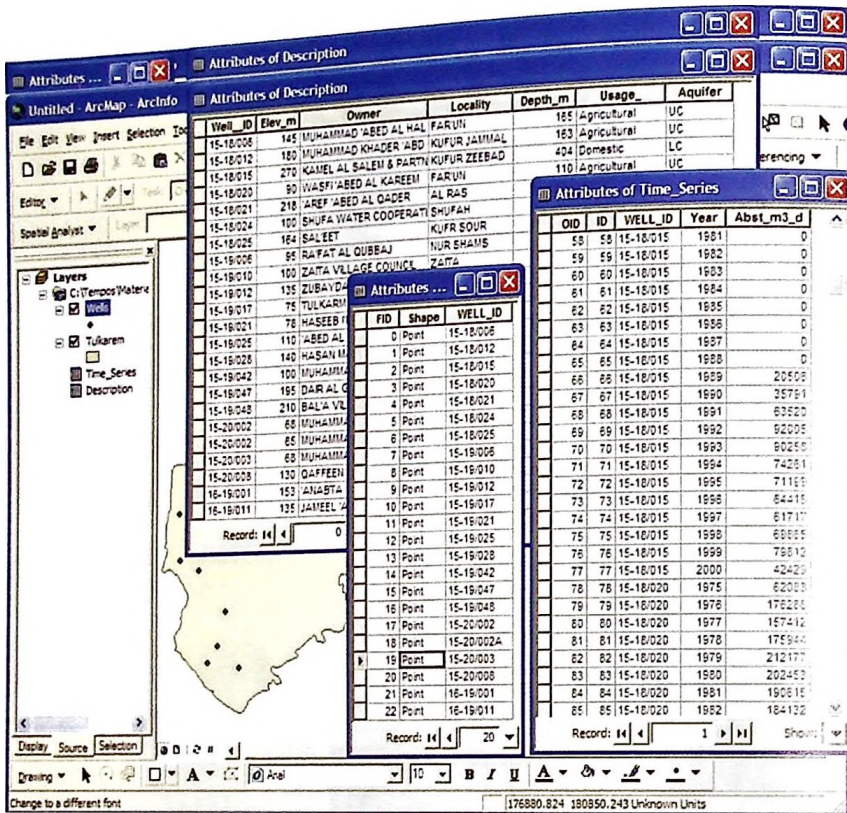 Attributes of Description
Attributes ...
Attributes of Description
Untitled - ArcMap - ArcInfo
File Edit View Insert Selection
Editor Task:
Spatial Analyst Layer:
erencing
Layers
C:\Tempos\Materia
Wells
Tulkarem
Time_Series
Description
Display Source Selection
Well__ID Elev_m Owner Locality Depth_m Usage_ Aquifer
15-18/006 145 MUHAMMAD 'ABED AL HAL FAR'UN 165 Agricultural UC
15-18/012 180 MUHAMMAD KHADER 'ABD KUFUR JAMMAL 163 Agricultural UC
15-18/015 270 KAMEL AL SALEM & PARTN KUFUR ZEEBAD 404 Domestic LC
15-18/020 90 WASFI 'ABED AL KAREEM FAR'UN 110 Agricultural UC
15-18/021 218 'AREF 'ABED AL QADER AL RAS
15-18/024 100 SHUFA WATER COOPERATI SHUFAH
15-18/025 164 SAL'EET KUFR SOUR
15-19/006 95 RAFAT AL QUBBAJ NUR SHAMS
15-19/010 100 ZAITA VILLAGE COUNCIL ZAITA
15-19/012 135 ZUBAYDA
15-19/017 75 TULKARM
15-19/021 78 HASEEB
15-19/025 110 'ABED AL
15-19/028 140 HASAN M
15-19/042 100 MUHAMMA
15-19/047 195 DAIR AL G
15-19/048 210 BAL'A VIL
15-20/002 68 MUHAMMA
15-20/002 65 MUHAMMA
15-20/003 68 MUHAMMA
15-20/008 130 QAFFEEN
16-19/001 153 'ANABTA
16-19/011 135 JAMEEL 'A
Record: 0
Attributes ...
FID Shape WELL_ID
0 Point 15-18/006
1 Point 15-18/012
2 Point 15-18/015
3 Point 15-18/020
4 Point 15-18/021
5 Point 15-18/024
6 Point 15-18/025
7 Point 15-19/006
8 Point 15-19/010
9 Point 15-19/012
10 Point 15-19/017
11 Point 15-19/021
12 Point 15-19/025
13 Point 15-19/028
14 Point 15-19/042
15 Point 15-19/047
16 Point 15-19/048
17 Point 15-20/002
18 Point 15-20/002A
19 Point 15-20/003
20 Point 15-20/008
21 Point 16-19/001
22 Point 16-19/011
Record: 20
Attributes of Time_Series
OID ID WELL_ID Year Abst_m3_d
58 58 15-18/015 1981 0
59 59 15-18/015 1982 0
60 60 15-18/015 1983 0
61 61 15-18/015 1984 0
62 62 15-18/015 1985 0
63 63 15-18/015 1986 0
64 64 15-18/015 1987 0
65 65 15-18/015 1988 0
66 66 15-18/015 1989 20508
67 67 15-18/015 1990 35791
68 68 15-18/015 1991 63520
69 69 15-18/015 1992 92005
70 70 15-18/015 1993 90258
71 71 15-18/015 1994 74261
72 72 15-18/015 1995 71199
73 73 15-18/015 1996 64415
74 74 15-18/015 1997 61717
75 75 15-18/015 1998 69885
76 76 15-18/015 1999 79812
77 77 15-18/015 2000 42429
78 78 15-18/020 1975 62083
79 79 15-18/020 1976 176288
80 80 15-18/020 1977 157412
81 81 15-18/020 1978 175944
82 82 15-18/020 1979 212177
83 83 15-18/020 1980 202453
84 84 15-18/020 1981 190615
85 85 15-18/020 1982 184132
Record: 1 Show:
Drawing A Arial 10 B I U A
Change to a different font 176880.824 180850.243 Unknown Units